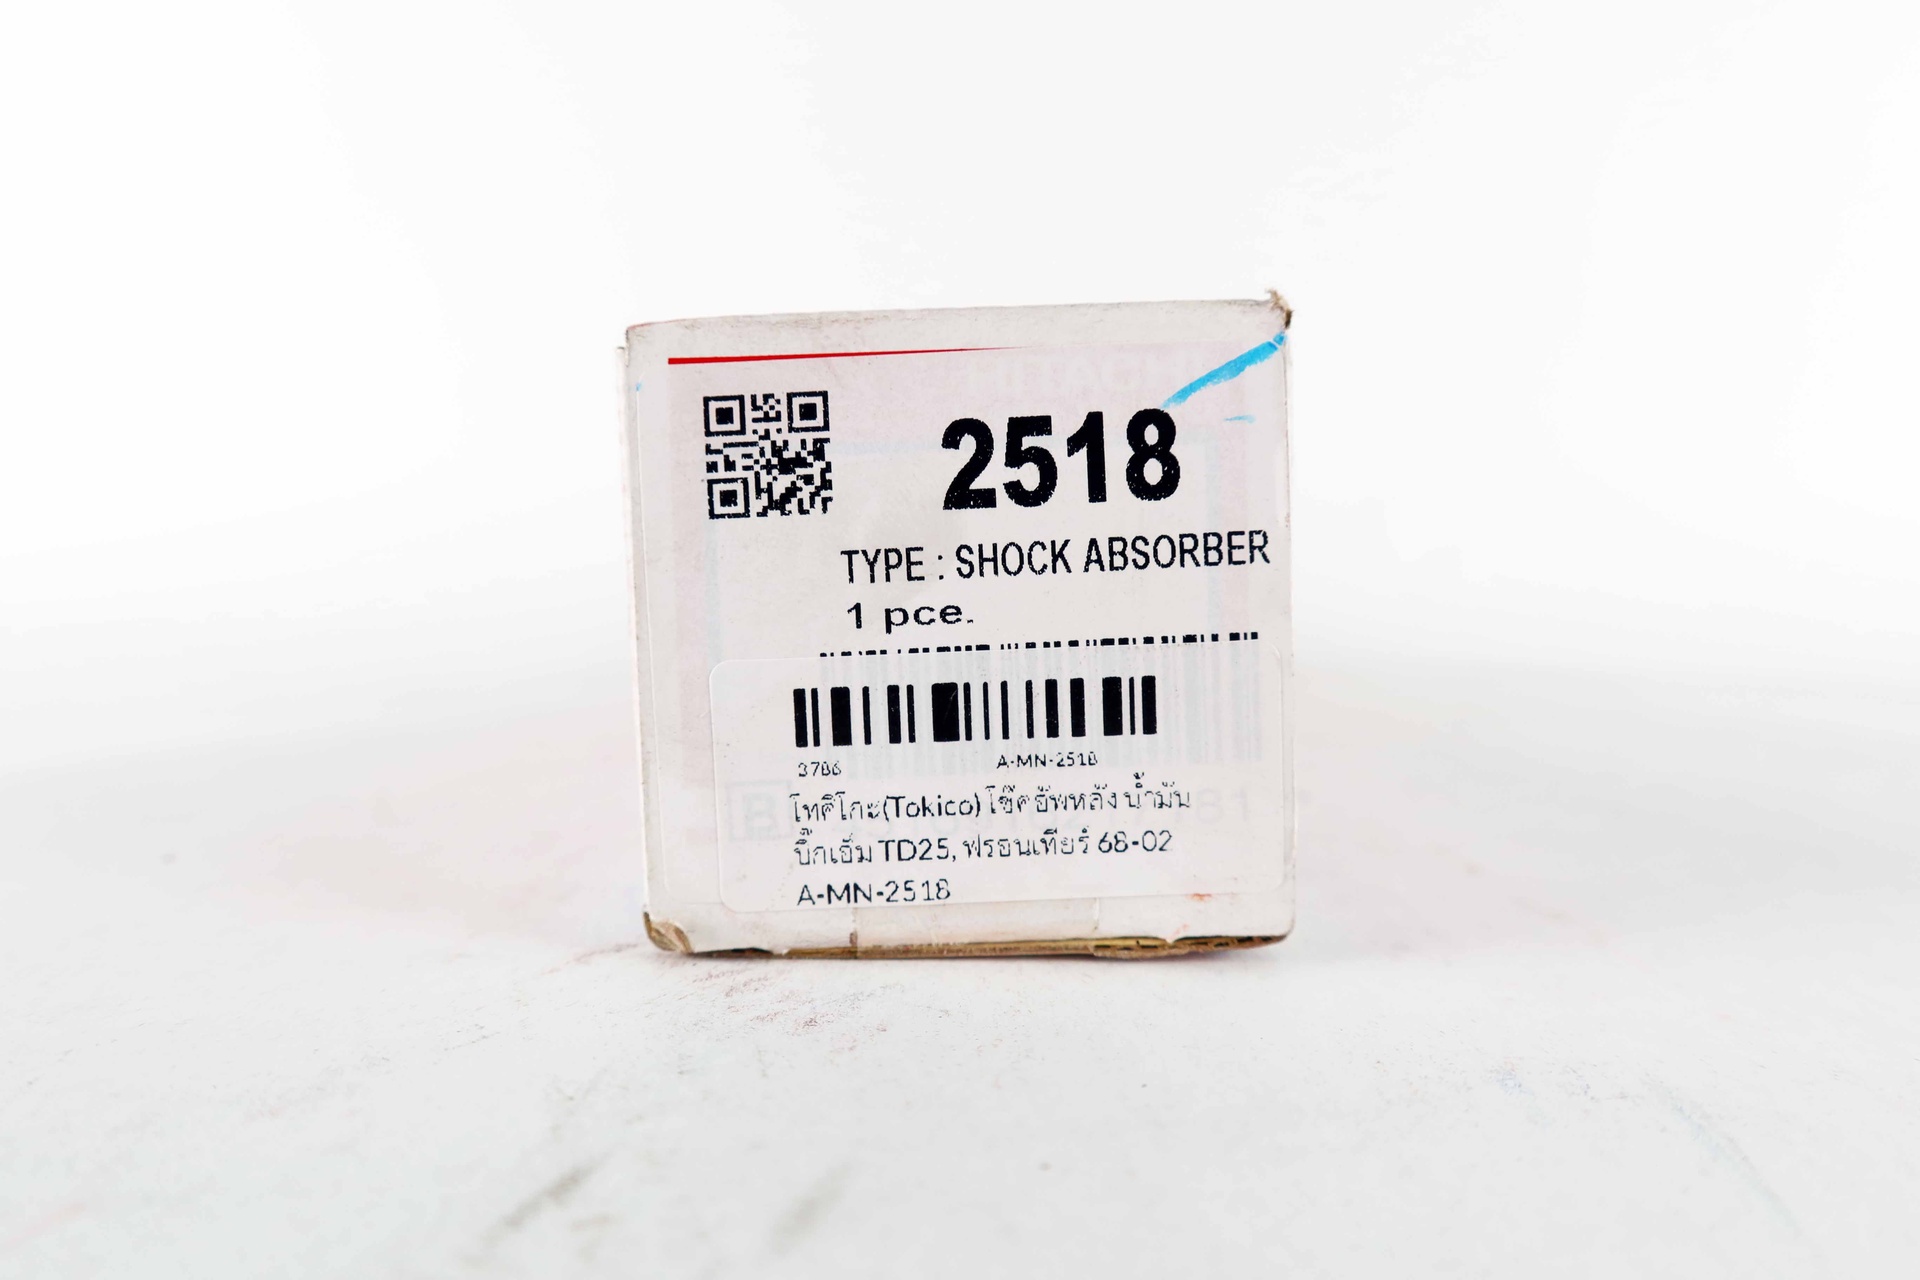 HITACHI
2518
TYPE : SHOCK ABSORBER
1 pce.
3786 A-MN-2518
โทคิโกะ(Tokico) โช๊คอัพหลัง น้ำมัน
บิ๊กเอ็ม TD25, ฟรอนเทียร์ 68-02
A-MN-2518